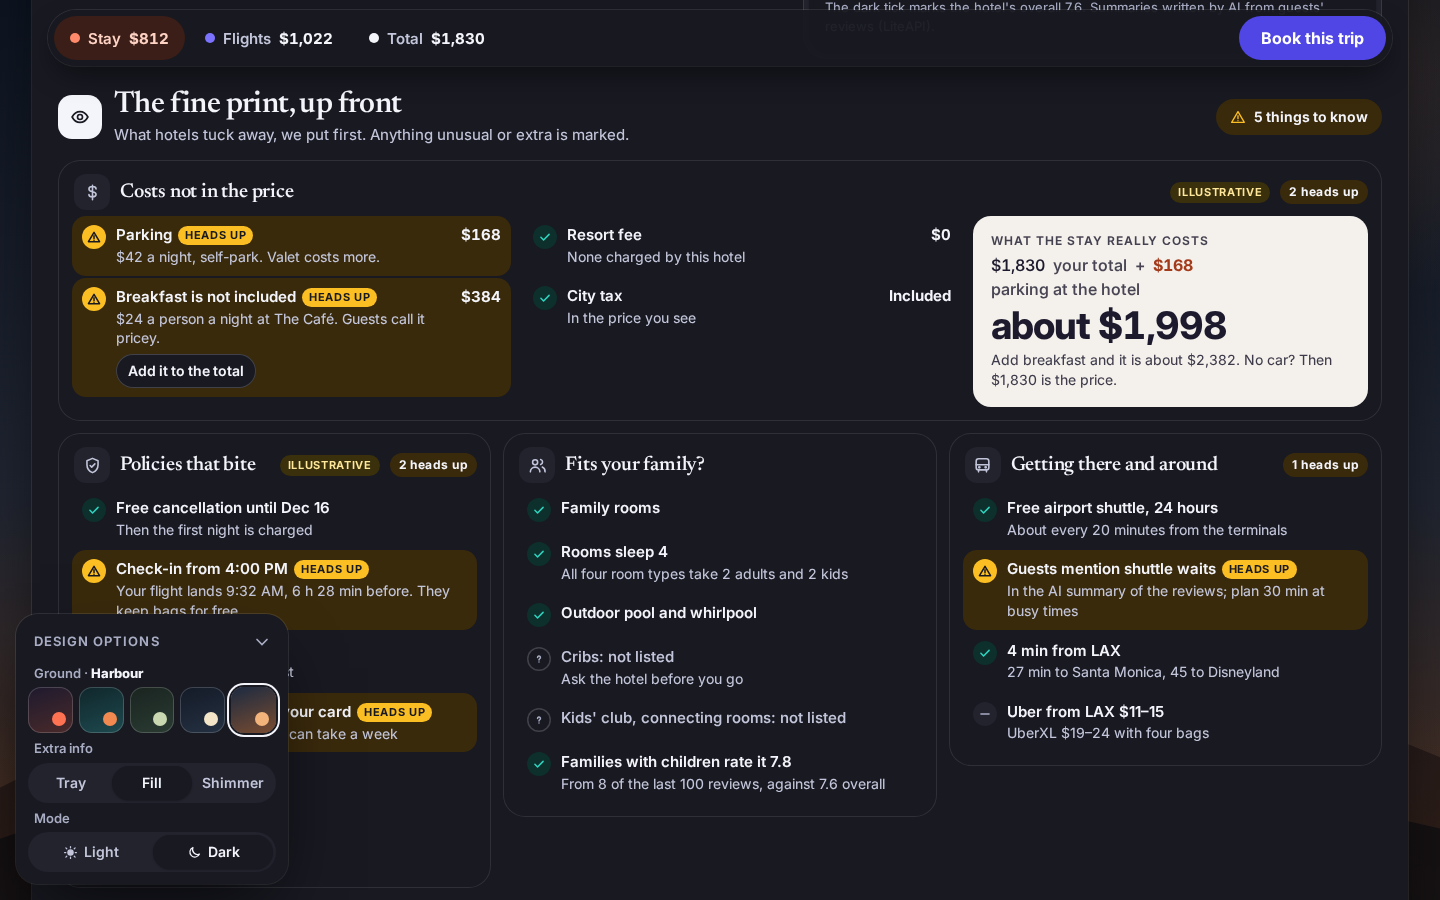 The dark tick marks the hotel's overall 7.6. Summaries written by AI from guests'
reviews (LiteAPI)
Stay $812
Flights $1,022
Total $1,830
Book this trip
The fine print, up front
What hotels tuck away, we put first. Anything unusual or extra is marked.
5 things to know
Costs not in the price
ILLUSTRATIVE
2 heads up
Parking HEADS UP $168
$42 a night, self-park. Valet costs more.
Breakfast is not included HEADS UP $384
$24 a person a night at The Café. Guests call it
pricey.
Add it to the total
Resort fee $0
None charged by this hotel
City tax Included
In the price you see
WHAT THE STAY REALLY COSTS
$1,830 your total + $168
parking at the hotel
about $1,998
Add breakfast and it is about $2,382. No car? Then
$1,830 is the price.
Policies that bite
ILLUSTRATIVE
2 heads up
Free cancellation until Dec 16
Then the first night is charged
Check-in from 4:00 PM HEADS UP
Your flight lands 9:32 AM, 6 h 28 min before. They
keep bags for free
your card HEADS UP
can take a week
Fits your family?
Family rooms
Rooms sleep 4
All four room types take 2 adults and 2 kids
Outdoor pool and whirlpool
Cribs: not listed
Ask the hotel before you go
Kids' club, connecting rooms: not listed
Families with children rate it 7.8
From 8 of the last 100 reviews, against 7.6 overall
Getting there and around
1 heads up
Free airport shuttle, 24 hours
About every 20 minutes from the terminals
Guests mention shuttle waits HEADS UP
In the AI summary of the reviews; plan 30 min at
busy times
4 min from LAX
27 min to Santa Monica, 45 to Disneyland
Uber from LAX $11–15
UberXL $19–24 with four bags
DESIGN OPTIONS
Ground · Harbour
Extra info
Tray
Fill
Shimmer
Mode
Light
Dark